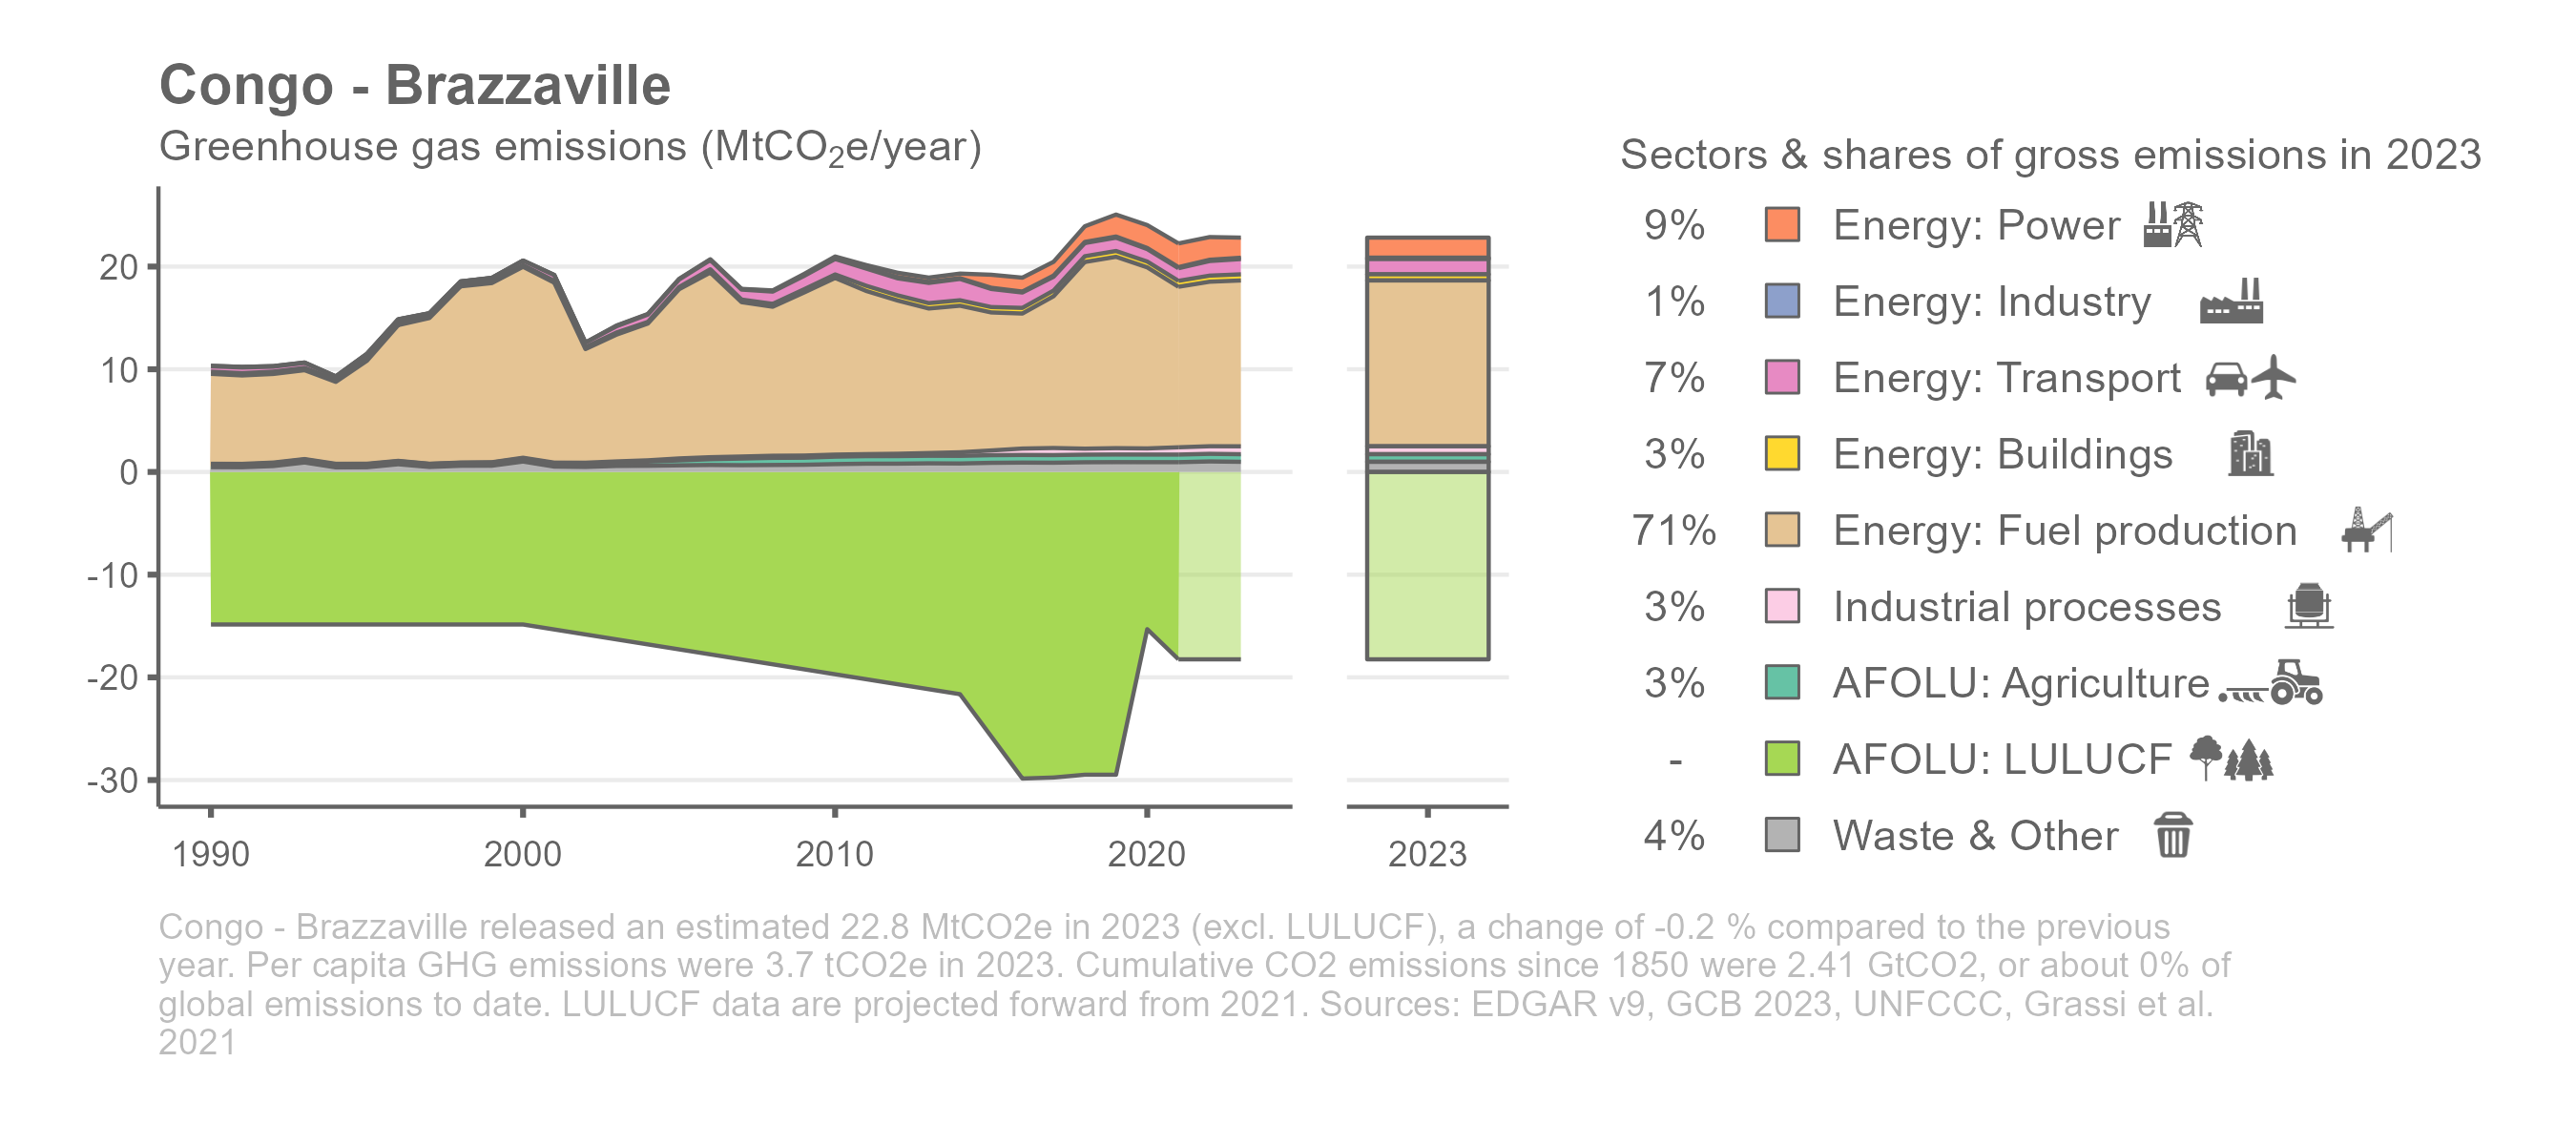 Congo - Brazzaville
Greenhouse gas emissions (MtCO₂e/year)
20
10
0
-10
-20
-30
1990
2000
2010
2020
2023
Sectors & shares of gross emissions in 2023
9% Energy: Power
1% Energy: Industry
7% Energy: Transport
3% Energy: Buildings
71% Energy: Fuel production
3% Industrial processes
3% AFOLU: Agriculture
- AFOLU: LULUCF
4% Waste & Other
Congo - Brazzaville released an estimated 22.8 MtCO2e in 2023 (excl. LULUCF), a change of -0.2 % compared to the previous
year. Per capita GHG emissions were 3.7 tCO2e in 2023. Cumulative CO2 emissions since 1850 were 2.41 GtCO2, or about 0% of
global emissions to date. LULUCF data are projected forward from 2021. Sources: EDGAR v9, GCB 2023, UNFCCC, Grassi et al.
2021